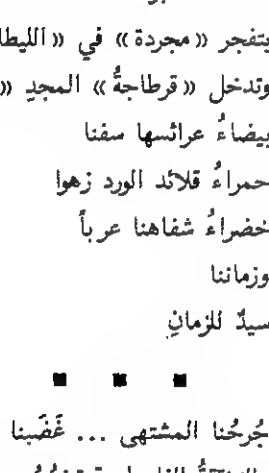 يتفجر «مجردة» في «الليطا
وتدخل «قرطاجةُ» المجدِ «
بيضاءُ عرائسها سفنا
حمراءُ قلائد الورد زهوا
خضراءُ شفاهنا عرباً
وزماننا
سيدٌ للزمانِ
■ ■ ■
جُرحُنا المشتهى ... غَضَبنا